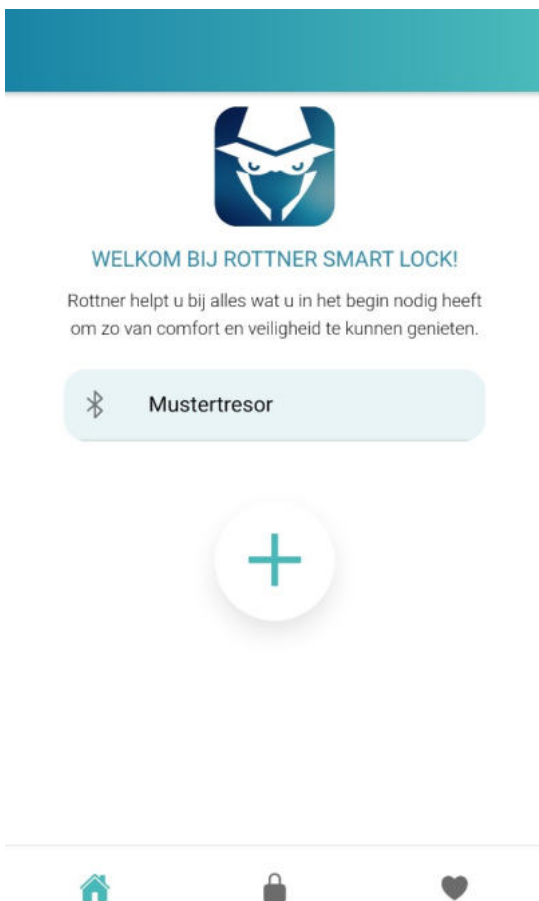 WELKOM BIJ ROTTNER SMART LOCK!
Rottner helpt u bij alles wat u in het begin nodig heeft
om zo van comfort en veiligheid te kunnen genieten.
Mustertresor